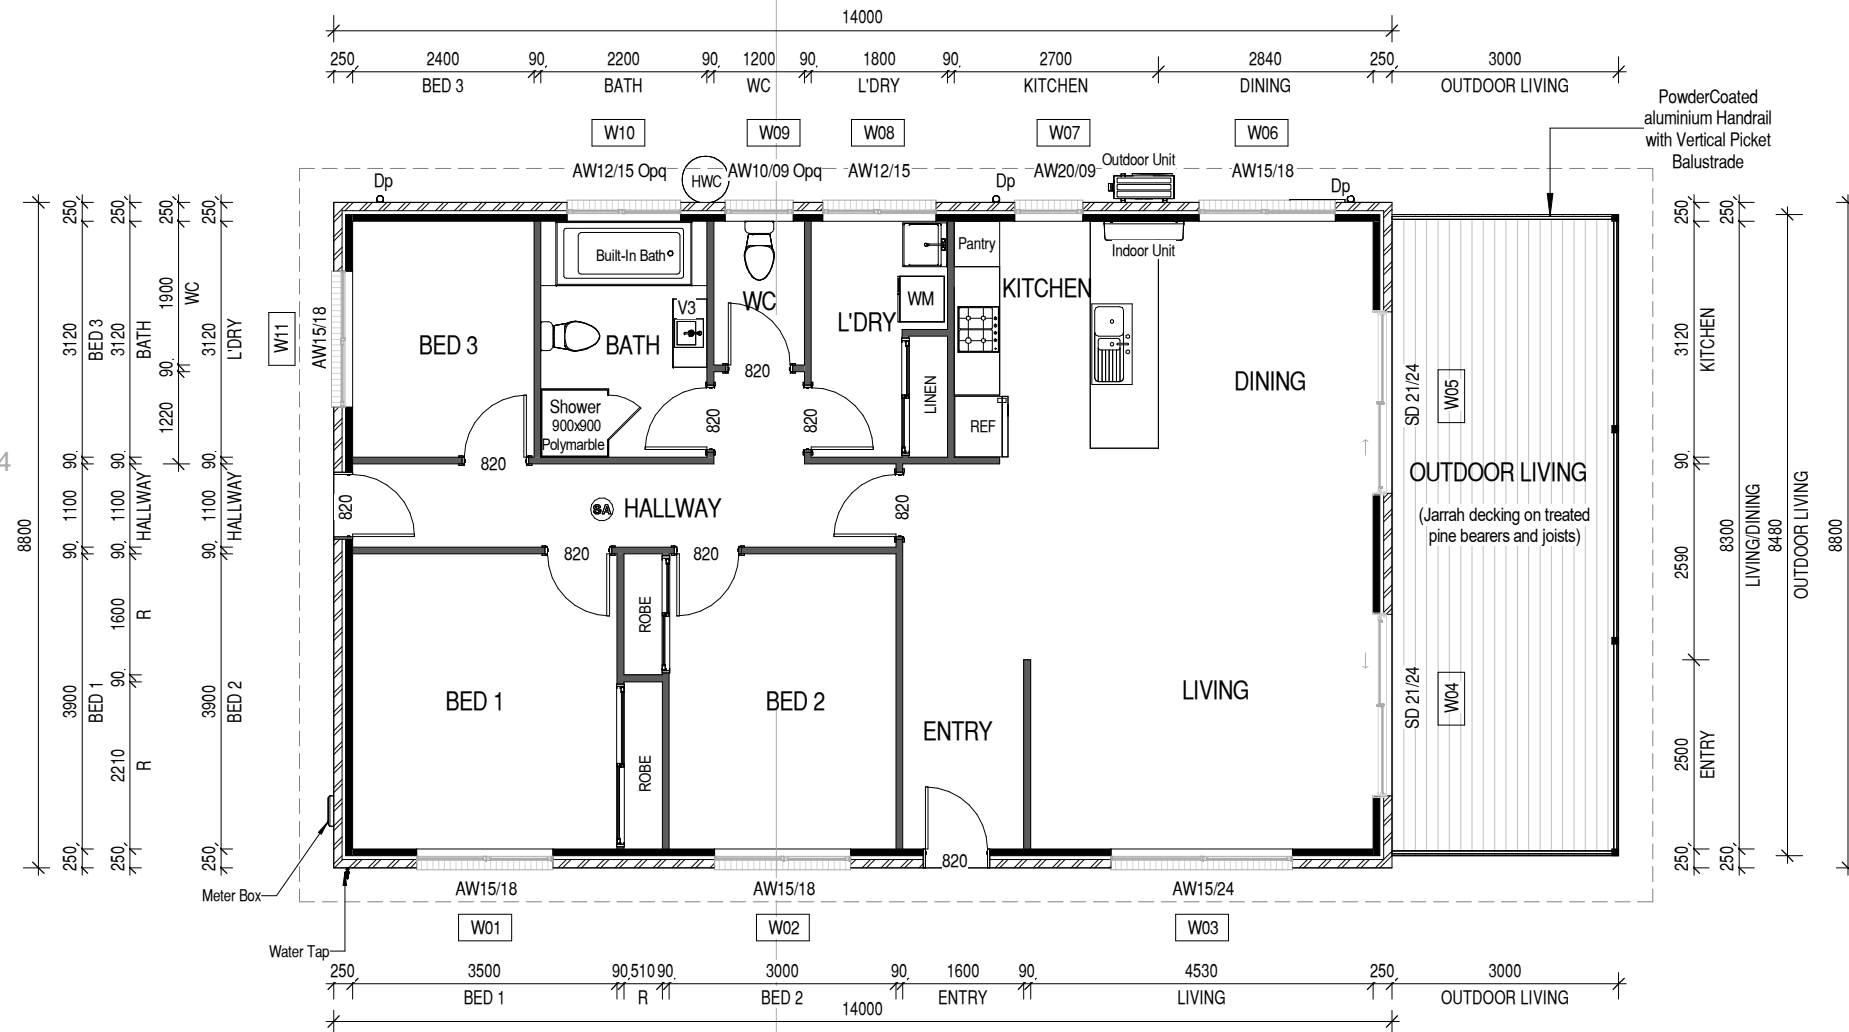 14000
250 2400 90 2200 90 1200 90 1800 90 2700 2840 250 3000
BED 3 BATH WC L'DRY KITCHEN DINING OUTDOOR LIVING
PowderCoated
aluminium Handrail
with Vertical Picket
Balustrade
W10 W09 W08 W07 W06
AW12/15 Opq HWC AW10/09 Opq AW12/15 AW20/09 Outdoor Unit AW15/18
Dp Dp Dp
8800
250 3120 90 1100 90 3900 250
BED 3 BED 1
250 3120 90 1100 90 1600 90 2210 250
BATH HALLWAY R R
1900 90 1220
WC
250 3120 90 1100 90 3900 250
L'DRY HALLWAY BED 2
W11
AW15/18
4
BED 3
820
Built-In Bath
V3
BATH
Shower
900x900
Polymarble
820
WC
820
L'DRY
WM
LINEN
820
Pantry
KITCHEN
REF
Indoor Unit
DINING
820
SA HALLWAY
820
820 820
BED 1
ROBE
ROBE
BED 2
ENTRY
820
LIVING
SD 21/24
W05
OUTDOOR LIVING
(Jarrah decking on treated
pine bearers and joists)
SD 21/24
W04
250 3120 90 2590 2500 250
KITCHEN ENTRY
250 8300 250
LIVING/DINING
8480
OUTDOOR LIVING
8800
Meter Box
Water Tap
AW15/18 AW15/18 AW15/24
W01 W02 W03
250 3500 90 510 90 3000 90 1600 90 4530 250 3000
BED 1 R BED 2 ENTRY LIVING OUTDOOR LIVING
14000